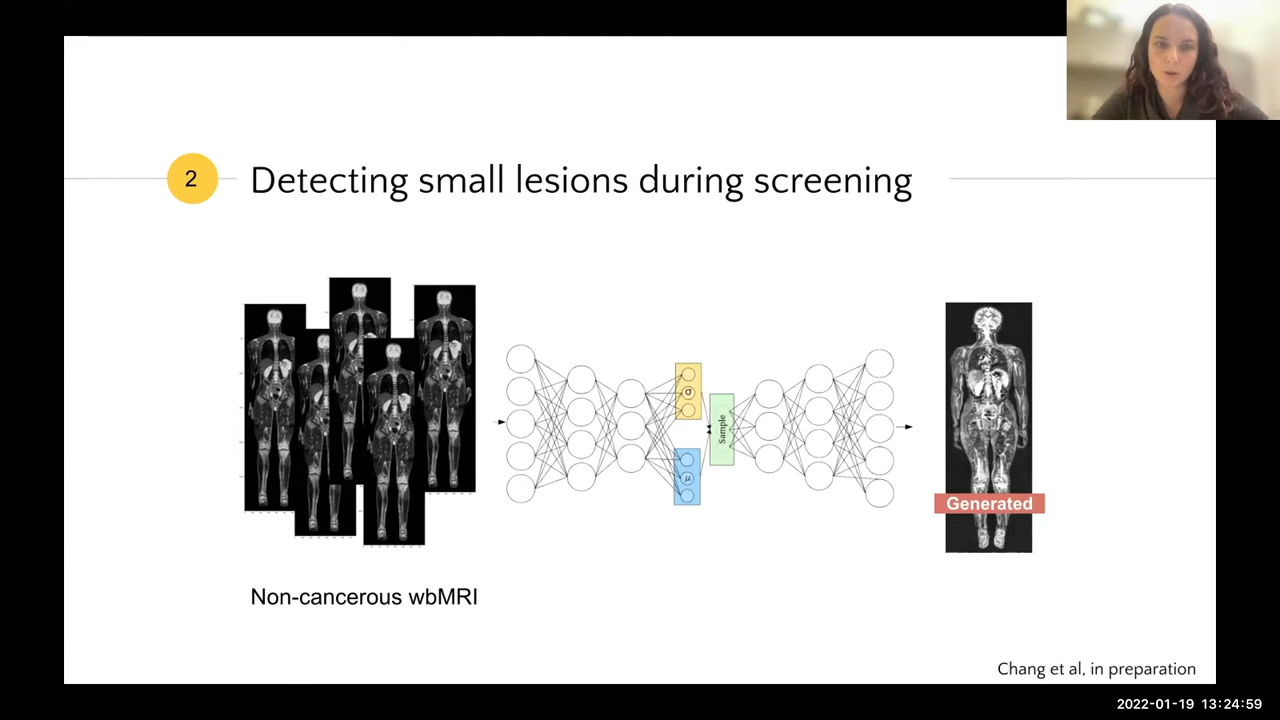 2
Detecting small lesions during screening
σ
μ
Sample
Generated
Non-cancerous wbMRI
Chang et al, in preparation
2022-01-19 13:24:59